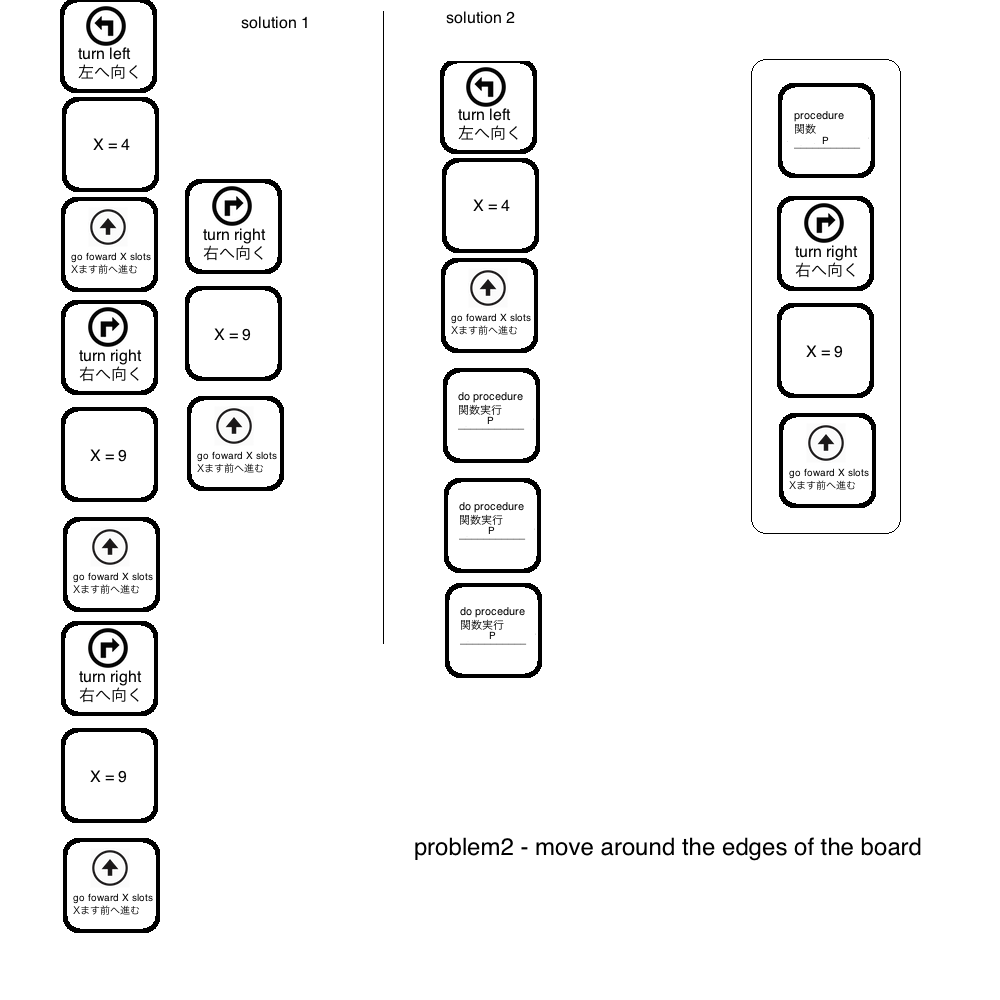 solution 1
turn left
左へ向く
X = 4
go foward X slots
Xます前へ進む
turn right
右へ向く
X = 9
go foward X slots
Xます前へ進む
turn right
右へ向く
X = 9
go foward X slots
Xます前へ進む
turn right
右へ向く
X = 9
go foward X slots
Xます前へ進む
solution 2
turn left
左へ向く
X = 4
go foward X slots
Xます前へ進む
do procedure
関数実行
P
do procedure
関数実行
P
do procedure
関数実行
P
procedure
関数
P
turn right
右へ向く
X = 9
go foward X slots
Xます前へ進む
problem2 - move around the edges of the board